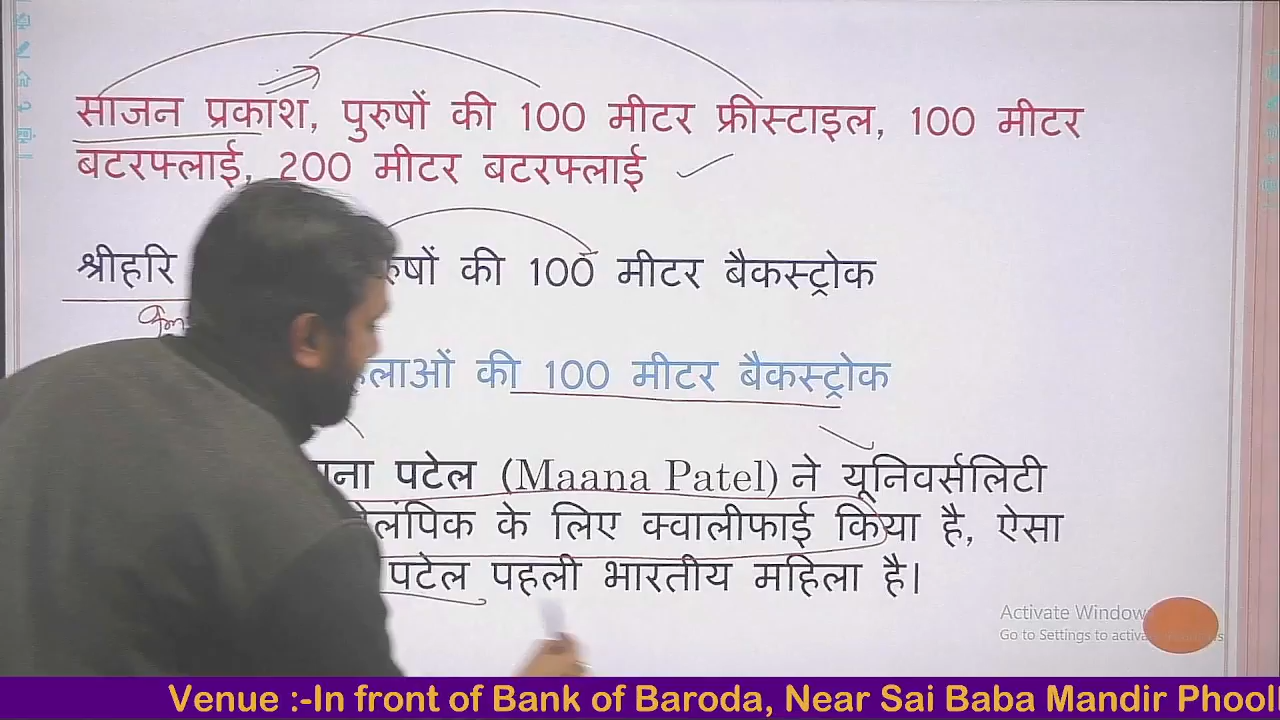 साजन प्रकाश, पुरुषों की 100 मीटर फ्रीस्टाइल, 100 मीटर
बटरफ्लाई, 200 मीटर बटरफ्लाई
श्रीहरि की 100 मीटर बैकस्ट्रोक
की 100 मीटर बैकस्ट्रोक
पटेल (Maana Patel) ने यूनिवर्सलिटी
के लिए क्वालीफाई किया है, ऐसा
पटेल पहली भारतीय महिला है।
Activate Windows
Go to Settings to activate
Venue :-In front of Bank of Baroda, Near Sai Baba Mandir